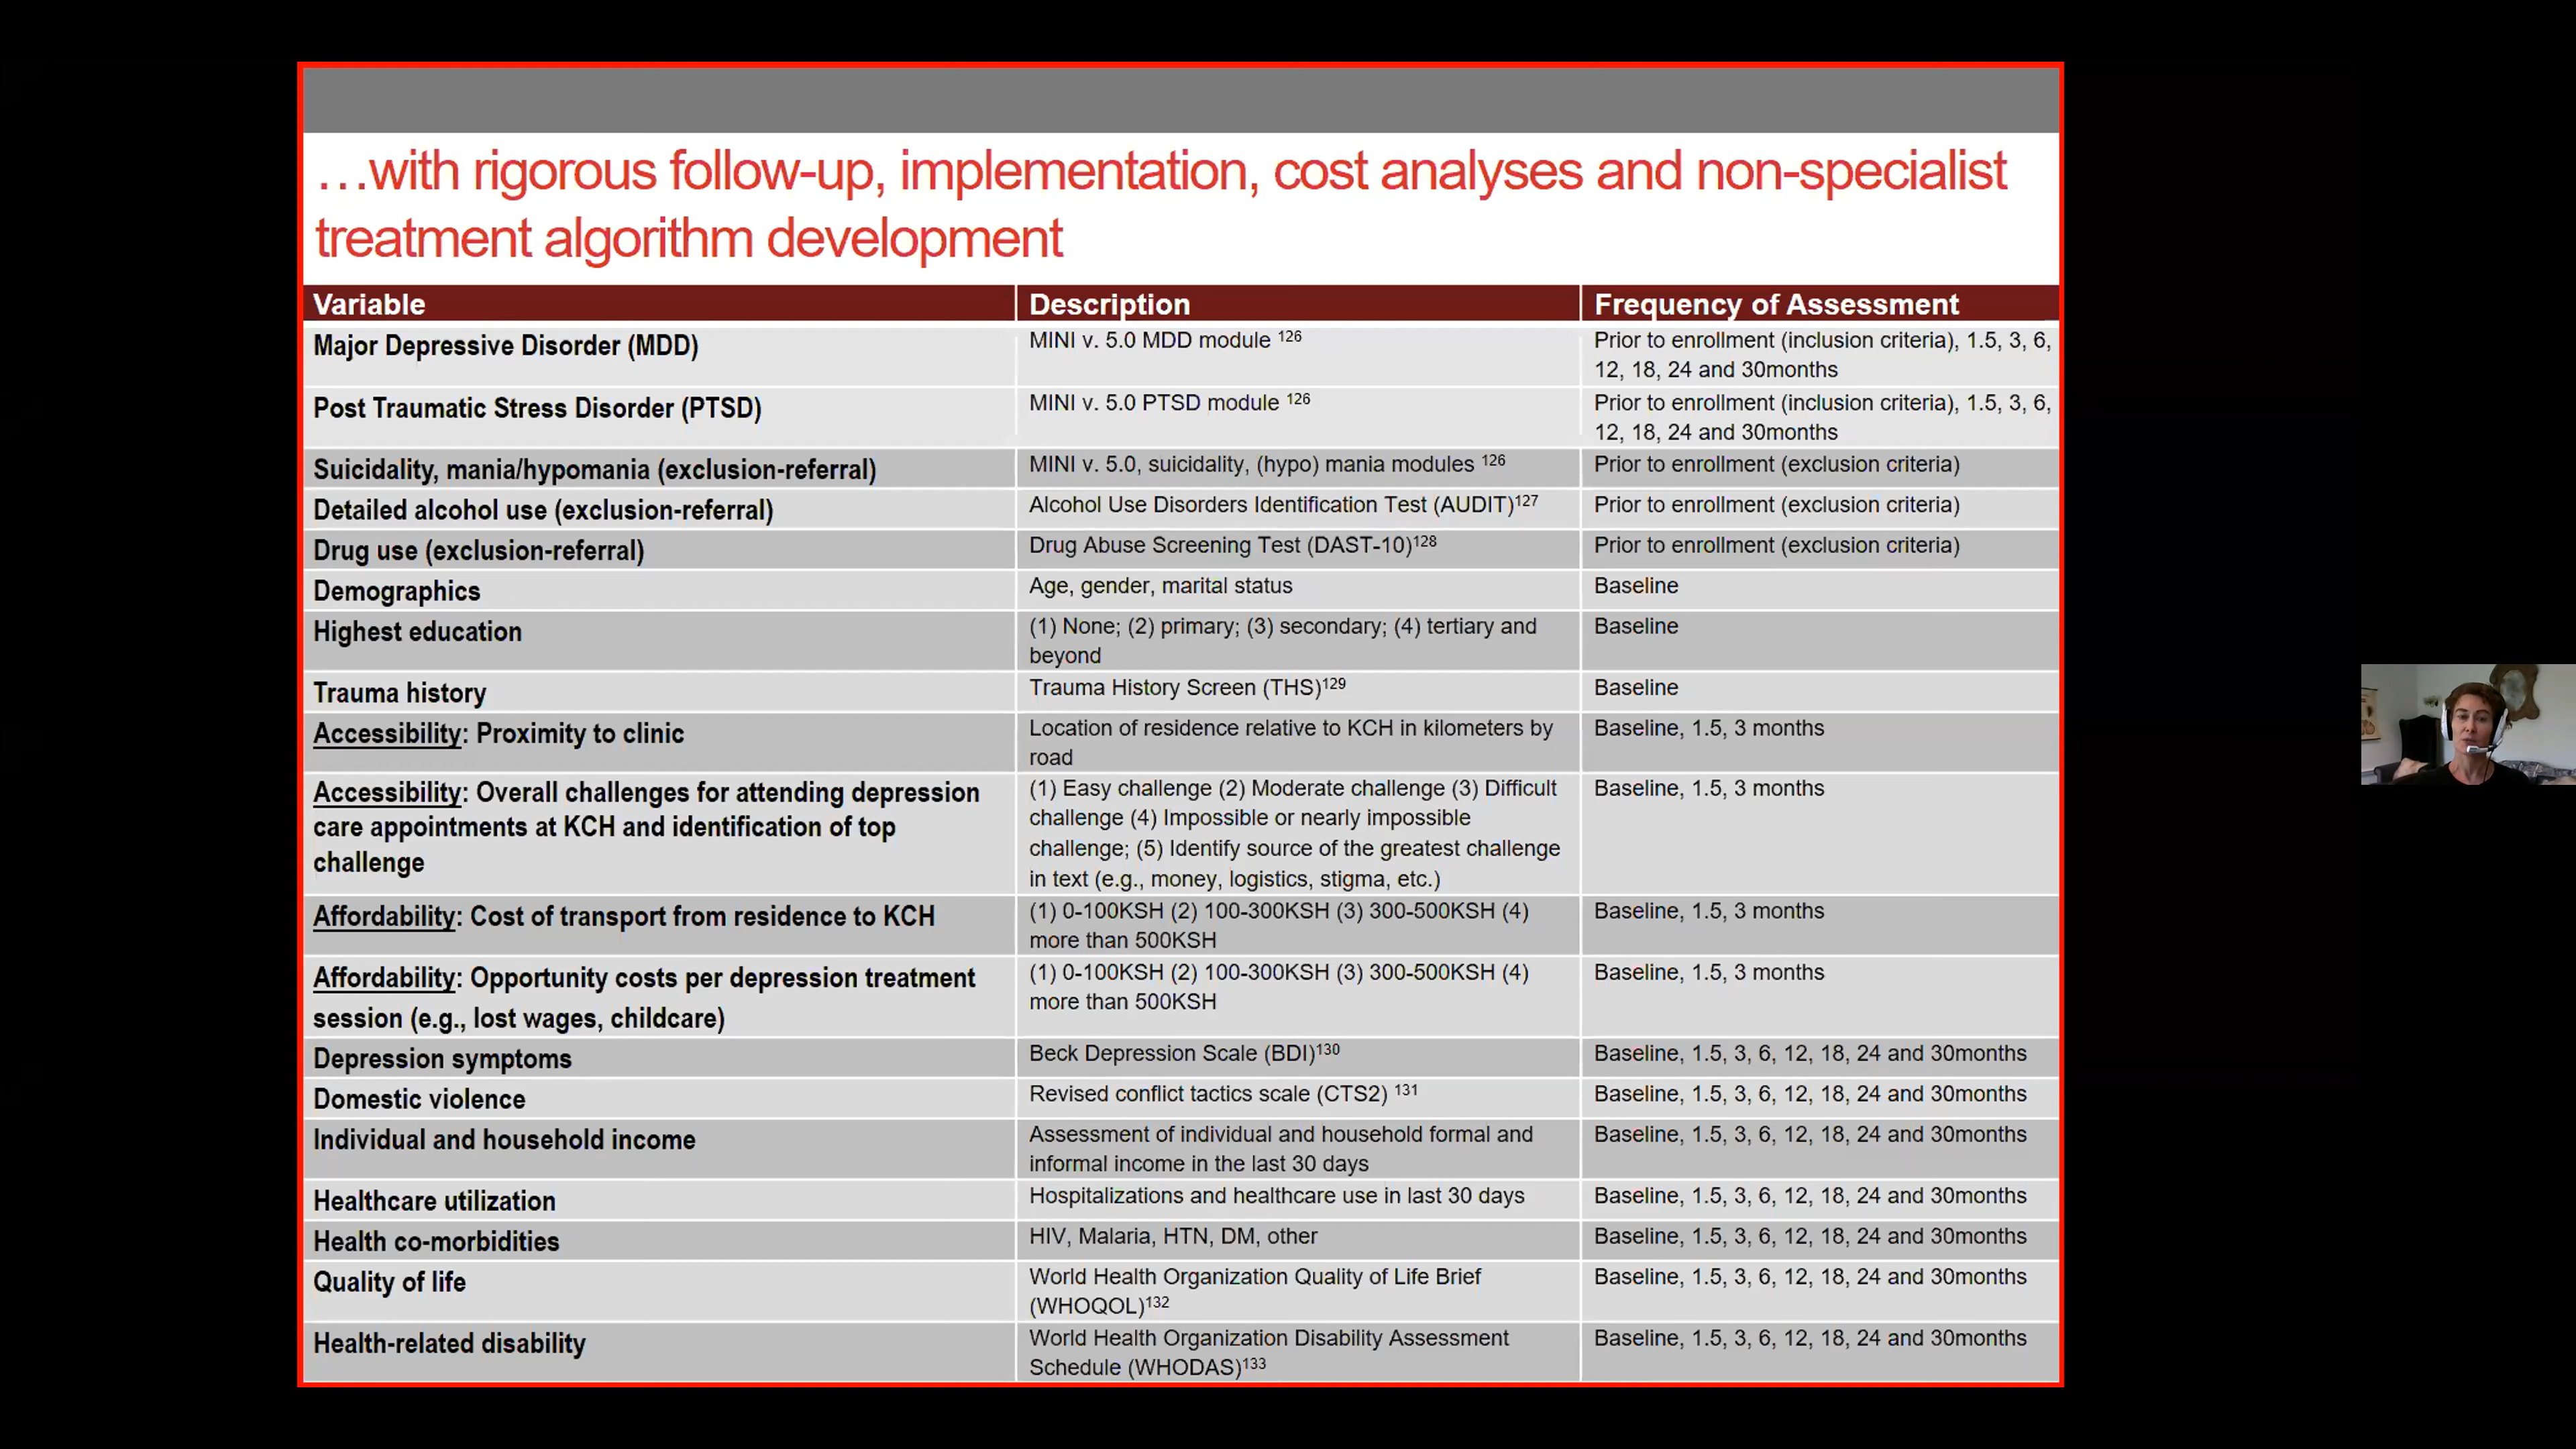 …with rigorous follow-up, implementation, cost analyses and non-specialist
treatment algorithm development
Variable Description Frequency of Assessment
Major Depressive Disorder (MDD) MINI v. 5.0 MDD module 126 Prior to enrollment (inclusion criteria), 1.5, 3, 6,
12, 18, 24 and 30months
Post Traumatic Stress Disorder (PTSD) MINI v. 5.0 PTSD module 126 Prior to enrollment (inclusion criteria), 1.5, 3, 6,
12, 18, 24 and 30months
Suicidality, mania/hypomania (exclusion-referral) MINI v. 5.0, suicidality, (hypo) mania modules 126 Prior to enrollment (exclusion criteria)
Detailed alcohol use (exclusion-referral) Alcohol Use Disorders Identification Test (AUDIT)127 Prior to enrollment (exclusion criteria)
Drug use (exclusion-referral) Drug Abuse Screening Test (DAST-10)128 Prior to enrollment (exclusion criteria)
Demographics Age, gender, marital status Baseline
Highest education (1) None; (2) primary; (3) secondary; (4) tertiary and Baseline
beyond
Trauma history Trauma History Screen (THS)129 Baseline
Accessibility: Proximity to clinic Location of residence relative to KCH in kilometers by Baseline, 1.5, 3 months
road
Accessibility: Overall challenges for attending depression (1) Easy challenge (2) Moderate challenge (3) Difficult Baseline, 1.5, 3 months
care appointments at KCH and identification of top challenge (4) Impossible or nearly impossible
challenge challenge; (5) Identify source of the greatest challenge
in text (e.g., money, logistics, stigma, etc.)
Affordability: Cost of transport from residence to KCH (1) 0-100KSH (2) 100-300KSH (3) 300-500KSH (4) Baseline, 1.5, 3 months
more than 500KSH
Affordability: Opportunity costs per depression treatment (1) 0-100KSH (2) 100-300KSH (3) 300-500KSH (4) Baseline, 1.5, 3 months
session (e.g., lost wages, childcare) more than 500KSH
Depression symptoms Beck Depression Scale (BDI)130 Baseline, 1.5, 3, 6, 12, 18, 24 and 30months
Domestic violence Revised conflict tactics scale (CTS2) 131 Baseline, 1.5, 3, 6, 12, 18, 24 and 30months
Individual and household income Assessment of individual and household formal and Baseline, 1.5, 3, 6, 12, 18, 24 and 30months
informal income in the last 30 days
Healthcare utilization Hospitalizations and healthcare use in last 30 days Baseline, 1.5, 3, 6, 12, 18, 24 and 30months
Health co-morbidities HIV, Malaria, HTN, DM, other Baseline, 1.5, 3, 6, 12, 18, 24 and 30months
Quality of life World Health Organization Quality of Life Brief Baseline, 1.5, 3, 6, 12, 18, 24 and 30months
(WHOQOL)132
Health-related disability World Health Organization Disability Assessment Baseline, 1.5, 3, 6, 12, 18, 24 and 30months
Schedule (WHODAS)133